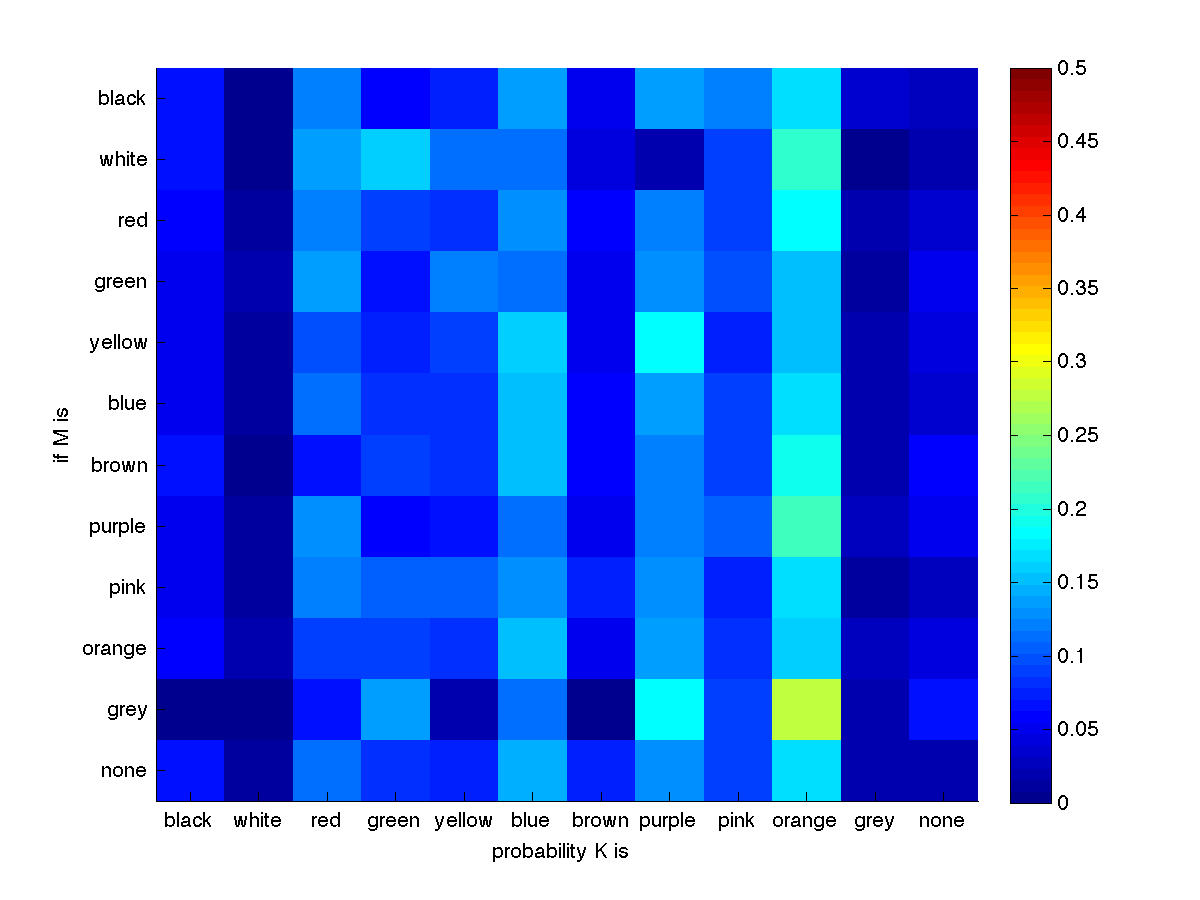 black
white
red
green
yellow
blue
brown
purple
pink
orange
grey
none
if M is
black white red green yellow blue brown purple pink orange grey none
probability K is
0.5
0.45
0.4
0.35
0.3
0.25
0.2
0.15
0.1
0.05
0